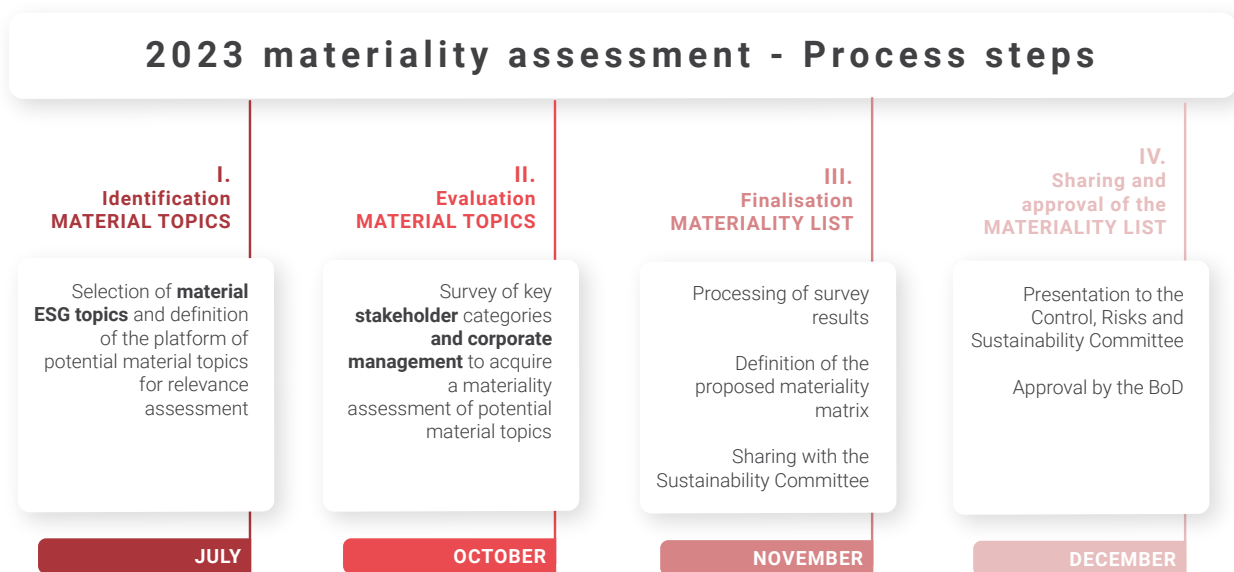 2023 materiality assessment - Process steps
I.
Identification
MATERIAL TOPICS
Selection of material
ESG topics and definition
of the platform of
potential material topics
for relevance
assessment
JULY
II.
Evaluation
MATERIAL TOPICS
Survey of key
stakeholder categories
and corporate
management to acquire
a materiality
assessment of potential
material topics
OCTOBER
III.
Finalisation
MATERIALITY LIST
Processing of survey
results
Definition of the
proposed materiality
matrix
Sharing with the
Sustainability Committee
NOVEMBER
IV.
Sharing and
approval of the
MATERIALITY LIST
Presentation to the
Control, Risks and
Sustainability Committee
Approval by the BoD
DECEMBER